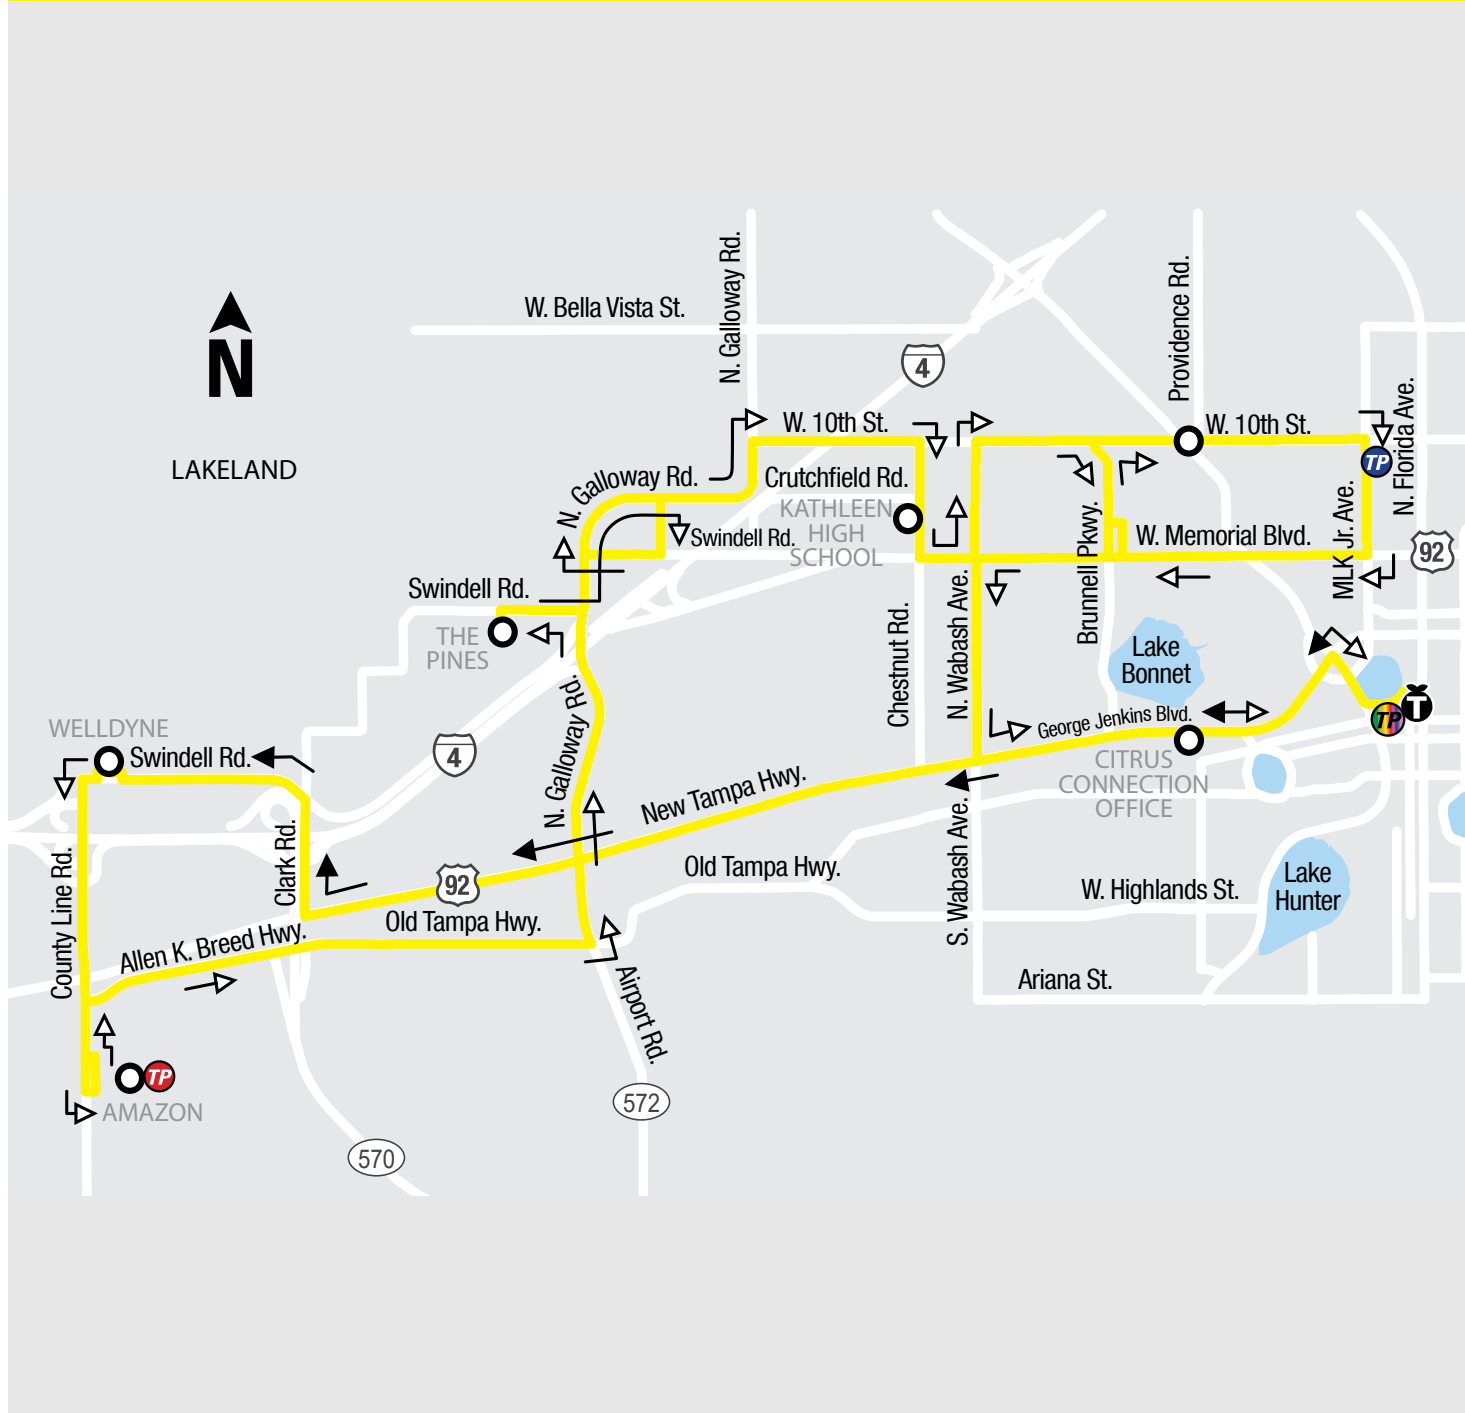 N. Galloway Rd.
Providence Rd.
W. Bella Vista St.
4
N
N. Florida Ave.
W. 10th St.
W. 10th St.
LAKELAND
N. Galloway Rd.
Crutchfield Rd.
TP
KATHLEEN
HIGH
SCHOOL
Swindell Rd.
W. Memorial Blvd.
MLK Jr. Ave.
92
Brunnell Pkwy.
Swindell Rd.
THE
PINES
Chestnut Rd.
N. Wabash Ave.
Lake
Bonnet
N. Galloway Rd.
George Jenkins Blvd.
TP
T
WELLDYNE
Swindell Rd.
4
CITRUS
CONNECTION
OFFICE
New Tampa Hwy.
County Line Rd.
Clark Rd.
92
Old Tampa Hwy.
S. Wabash Ave.
W. Highlands St.
Lake
Hunter
Old Tampa Hwy.
Allen K. Breed Hwy.
Airport Rd.
Ariana St.
TP
AMAZON
572
570